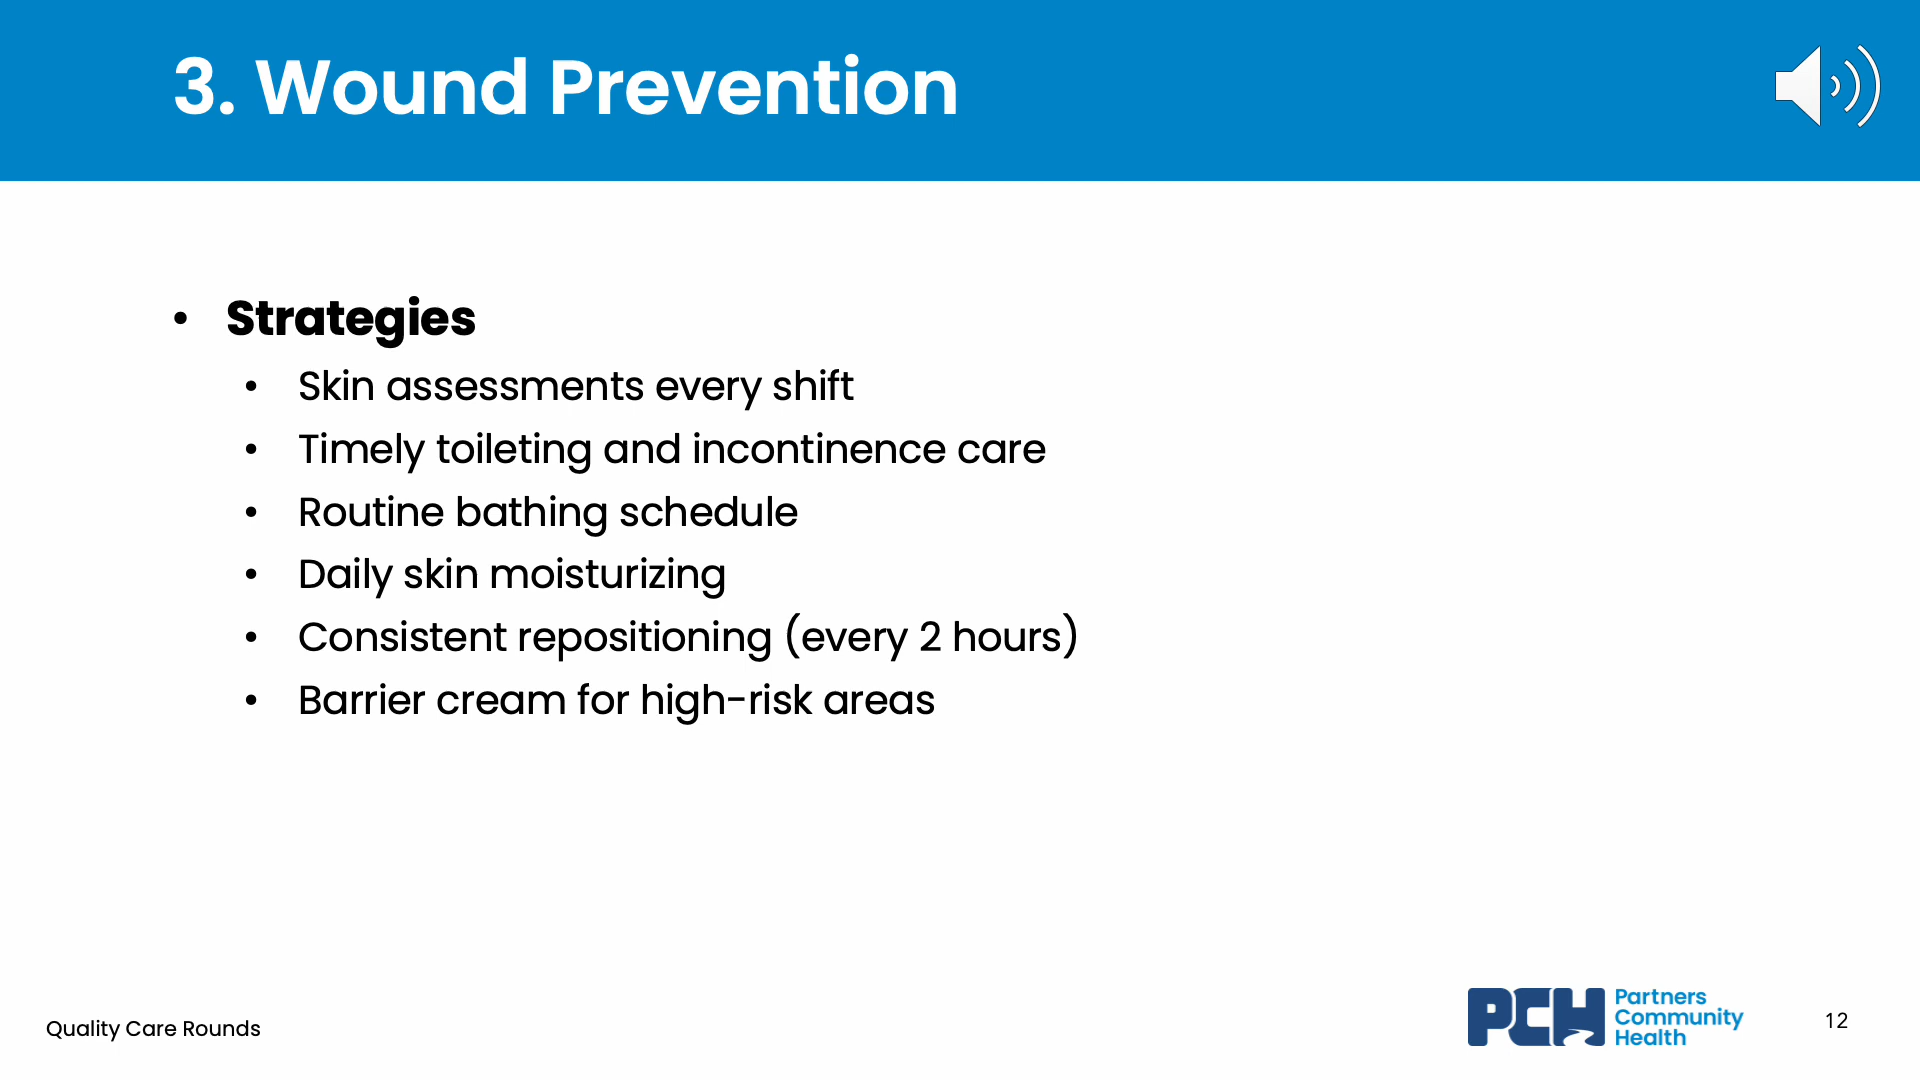 3. Wound Prevention
• Strategies
• Skin assessments every shift
• Timely toileting and incontinence care
• Routine bathing schedule
• Daily skin moisturizing
• Consistent repositioning (every 2 hours)
• Barrier cream for high-risk areas
Quality Care Rounds
PCH
Partners
Community
Health
12